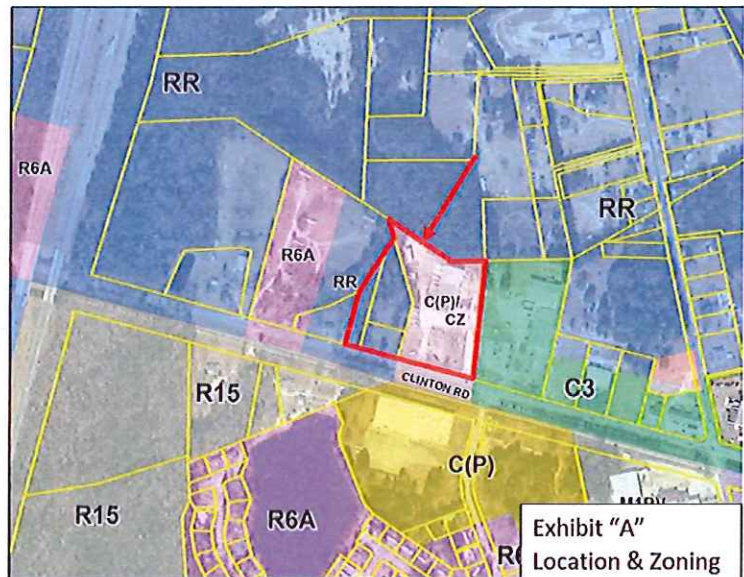 RR
R6A
R6A
RR
RR
C(P)/
CZ
CLINTON RD
C3
R15
C(P)
R15
R6A
Exhibit “A”
Location & Zoning